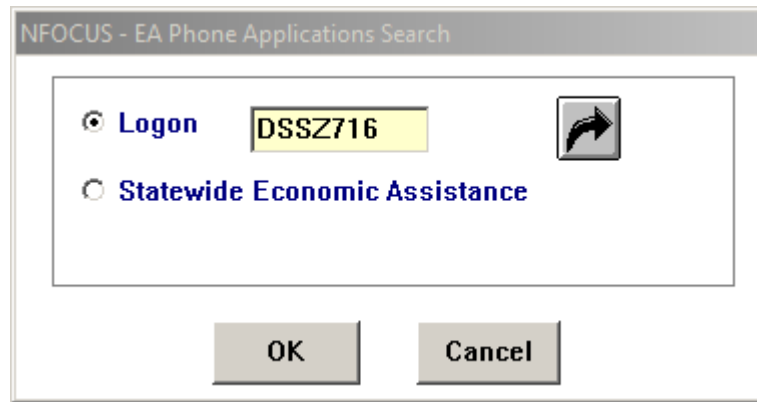 NFOCUS - EA Phone Applications Search
Logon DSSZ716
Statewide Economic Assistance
OK Cancel